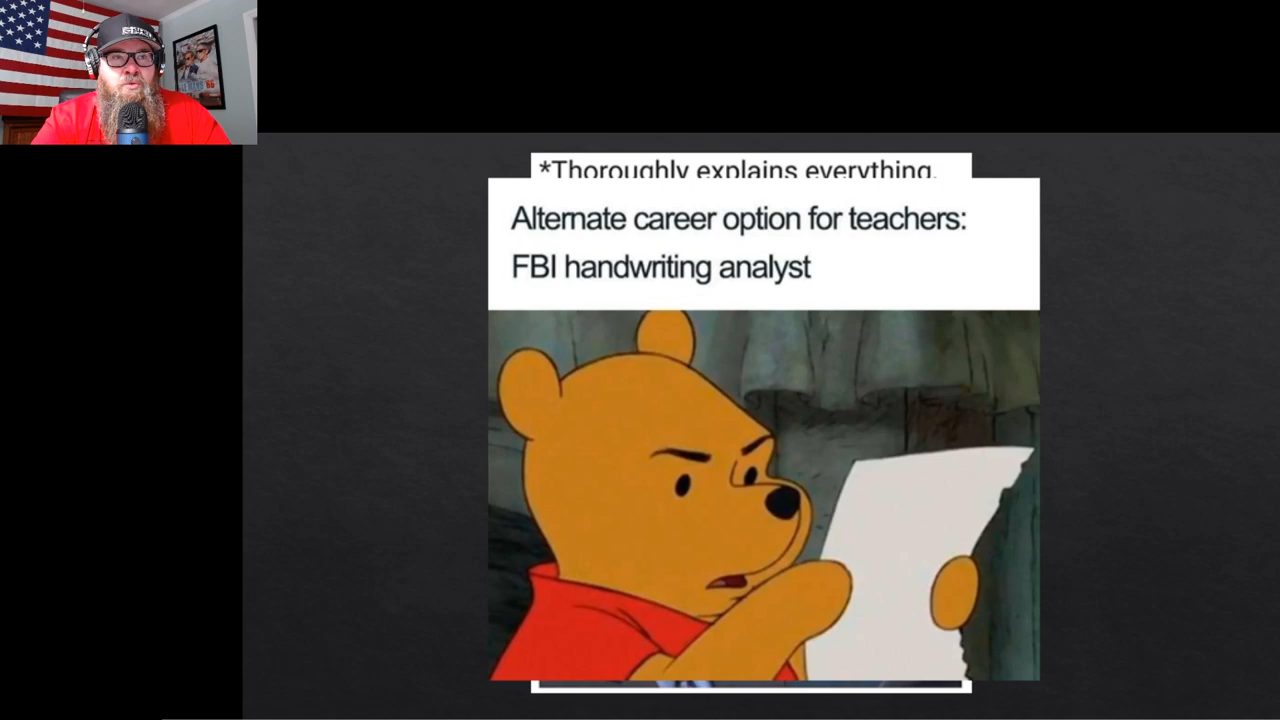 *Thoroughly explains everything.
Alternate career option for teachers:
FBI handwriting analyst